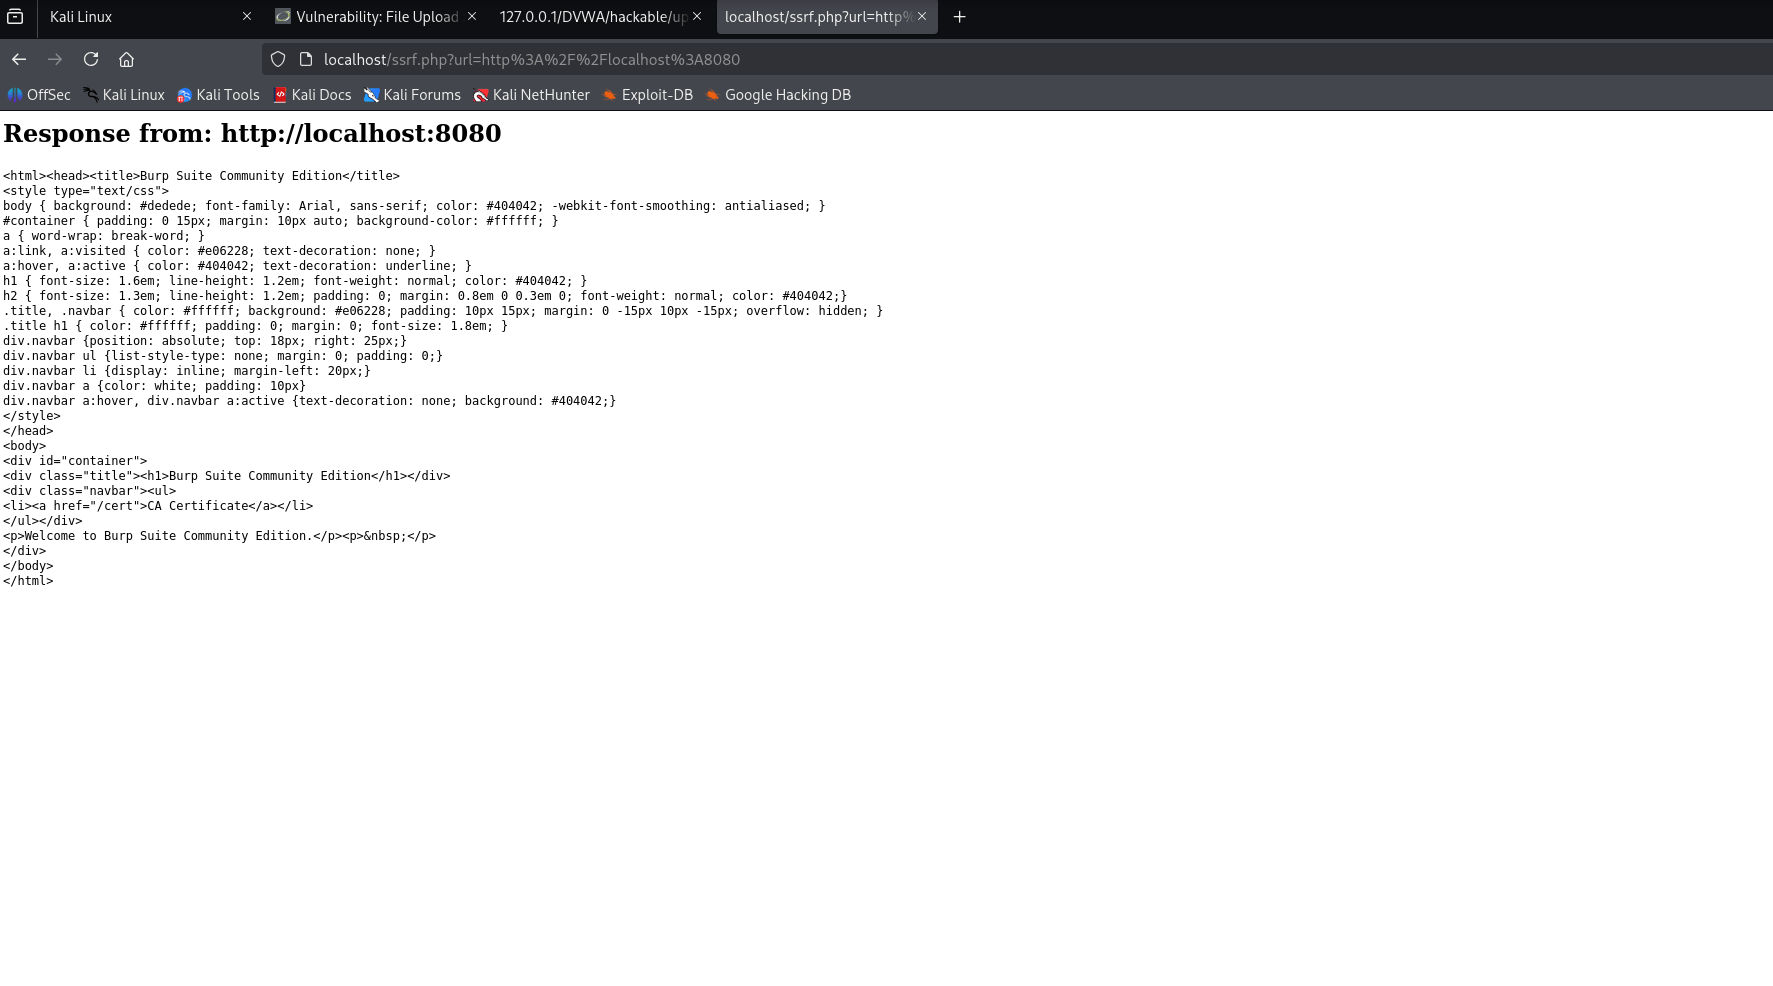 Kali Linux
Vulnerability: File Upload
127.0.0.1/DVWA/hackable/up
localhost/ssrf.php?url=http%
localhost/ssrf.php?url=http%3A%2F%2Flocalhost%3A8080
OffSec Kali Linux Kali Tools Kali Docs Kali Forums Kali NetHunter Exploit-DB Google Hacking DB
Response from: http://localhost:8080
<html><head><title>Burp Suite Community Edition</title>
<style type="text/css">
body { background: #dedede; font-family: Arial, sans-serif; color: #404042; -webkit-font-smoothing: antialiased; }
#container { padding: 0 15px; margin: 10px auto; background-color: #ffffff; }
a { word-wrap: break-word; }
a:link, a:visited { color: #e06228; text-decoration: none; }
a:hover, a:active { color: #404042; text-decoration: underline; }
h1 { font-size: 1.6em; line-height: 1.2em; font-weight: normal; color: #404042; }
h2 { font-size: 1.3em; line-height: 1.2em; padding: 0; margin: 0.8em 0 0.3em 0; font-weight: normal; color: #404042;}
.title, .navbar { color: #ffffff; background: #e06228; padding: 10px 15px; margin: 0 -15px 10px -15px; overflow: hidden; }
.title h1 { color: #ffffff; padding: 0; margin: 0; font-size: 1.8em; }
div.navbar {position: absolute; top: 18px; right: 25px;}
div.navbar ul {list-style-type: none; margin: 0; padding: 0;}
div.navbar li {display: inline; margin-left: 20px;}
div.navbar a {color: white; padding: 10px}
div.navbar a:hover, div.navbar a:active {text-decoration: none; background: #404042;}
</style>
</head>
<body>
<div id="container">
<div class="title"><h1>Burp Suite Community Edition</h1></div>
<div class="navbar"><ul>
<li><a href="/cert">CA Certificate</a></li>
</ul></div>
<p>Welcome to Burp Suite Community Edition.</p><p>&nbsp;</p>
</div>
</body>
</html>